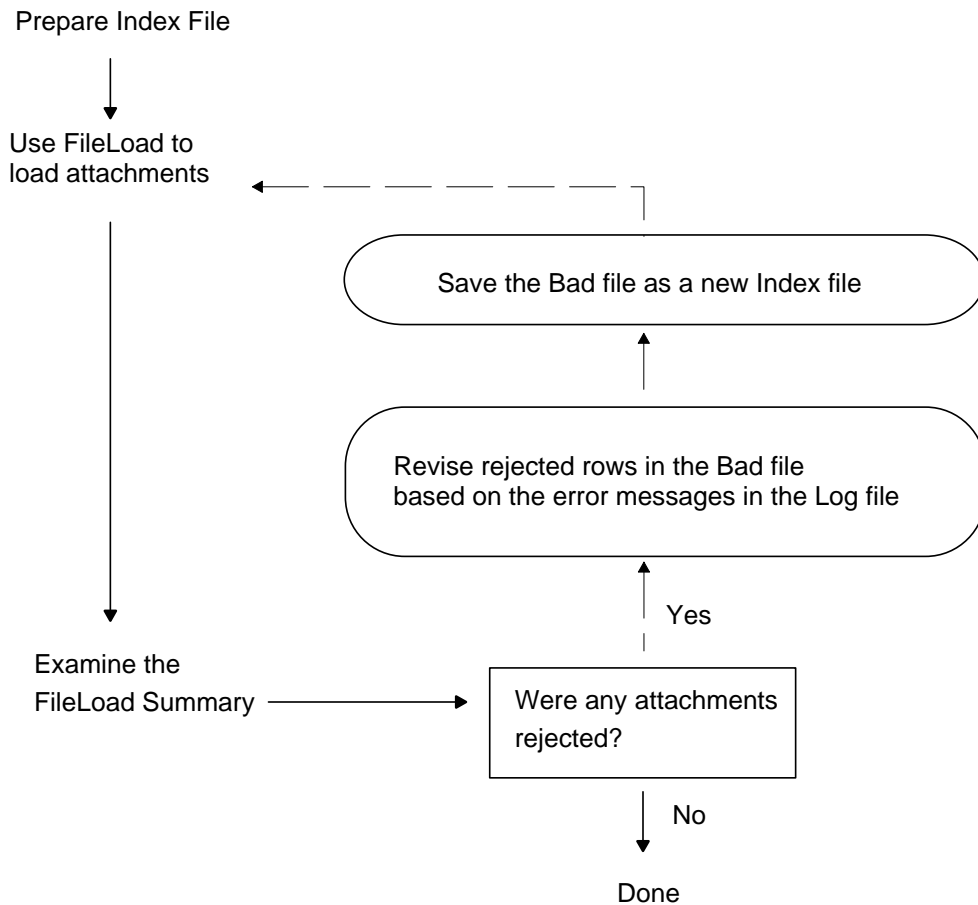 Prepare Index File
Use FileLoad to
load attachments
Save the Bad file as a new Index file
Revise rejected rows in the Bad file
based on the error messages in the Log file
Yes
Examine the
FileLoad Summary
Were any attachments
rejected?
No
Done